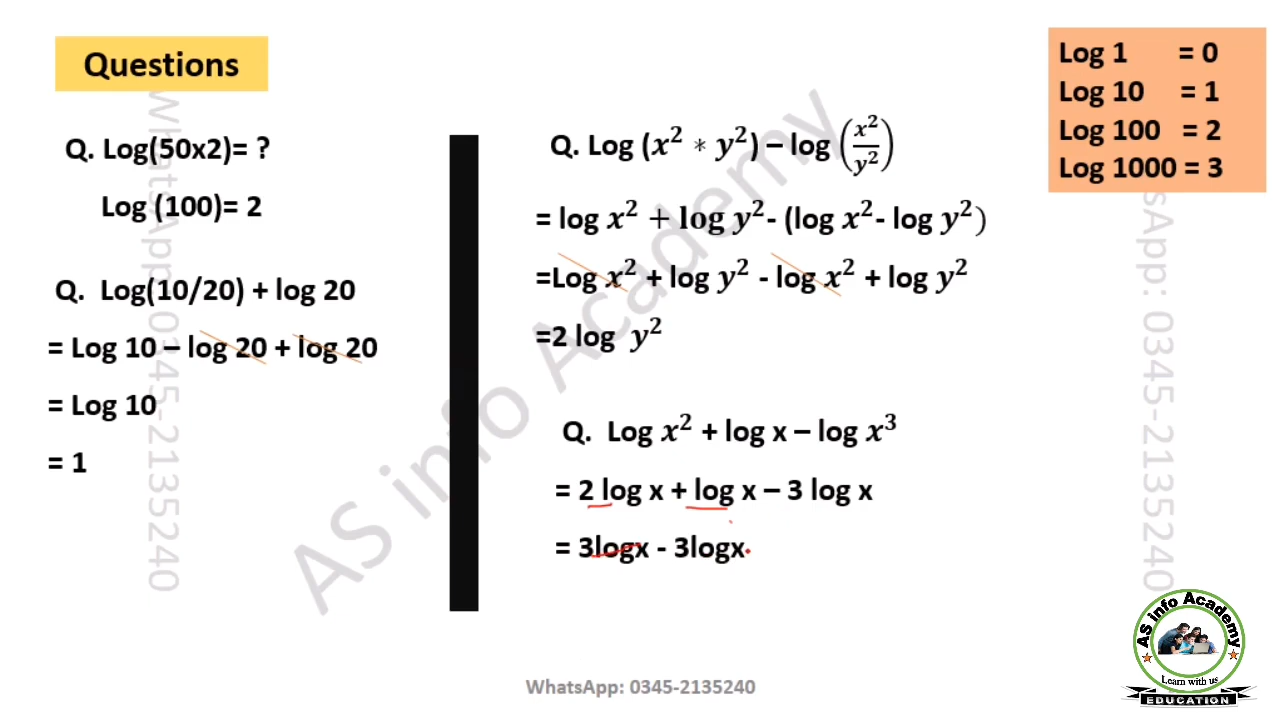 Questions
Q. Log(50x2)= ?
Log (100)= 2
Q. Log(10/20) + log 20
= Log 10 – log 20 + log 20
= Log 10
= 1
Q. Log (x² * y²) – log (x²/y²)
= log x² + log y² - (log x² - log y²)
=Log x² + log y² - log x² + log y²
=2 log y²
Q. Log x² + log x – log x³
= 2 log x + log x – 3 log x
= 3logx - 3logx
Log 1 = 0
Log 10 = 1
Log 100 = 2
Log 1000 = 3
AS info Academy
WhatsApp: 0345-2135240
sApp: 0345-2135240
WhatsApp: 0345-2135240
AS info Academy
Learn with us
EDUCATION